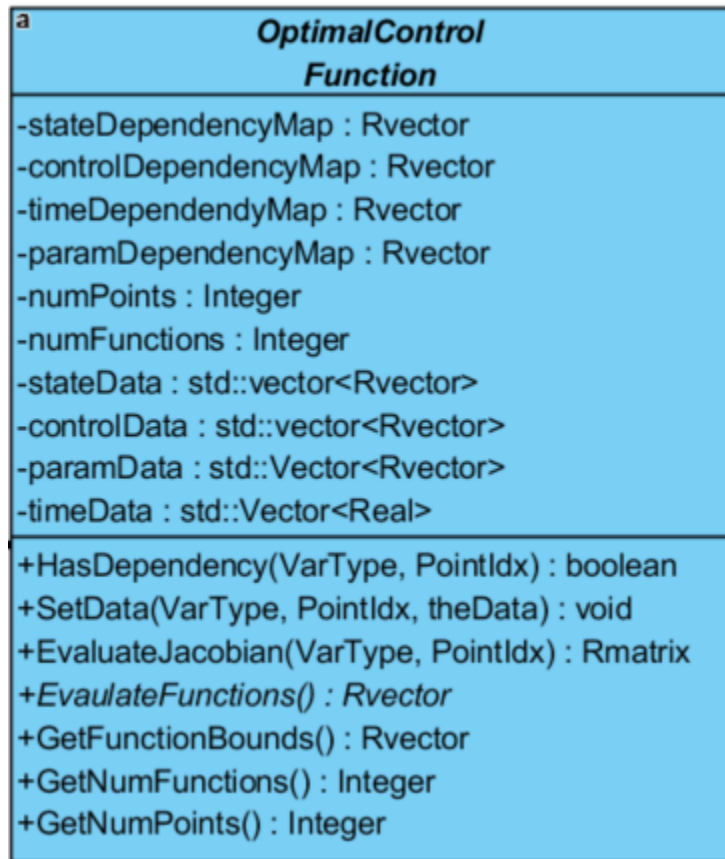 a
OptimalControl
Function
-stateDependencyMap : Rvector
-controlDependencyMap : Rvector
-timeDependendyMap : Rvector
-paramDependencyMap : Rvector
-numPoints : Integer
-numFunctions : Integer
-stateData : std::vector<Rvector>
-controlData : std::vector<Rvector>
-paramData : std::Vector<Rvector>
-timeData : std::Vector<Real>
+HasDependency(VarType, PointIdx) : boolean
+SetData(VarType, PointIdx, theData) : void
+EvaluateJacobian(VarType, PointIdx) : Rmatrix
+EvaulateFunctions() : Rvector
+GetFunctionBounds() : Rvector
+GetNumFunctions() : Integer
+GetNumPoints() : Integer